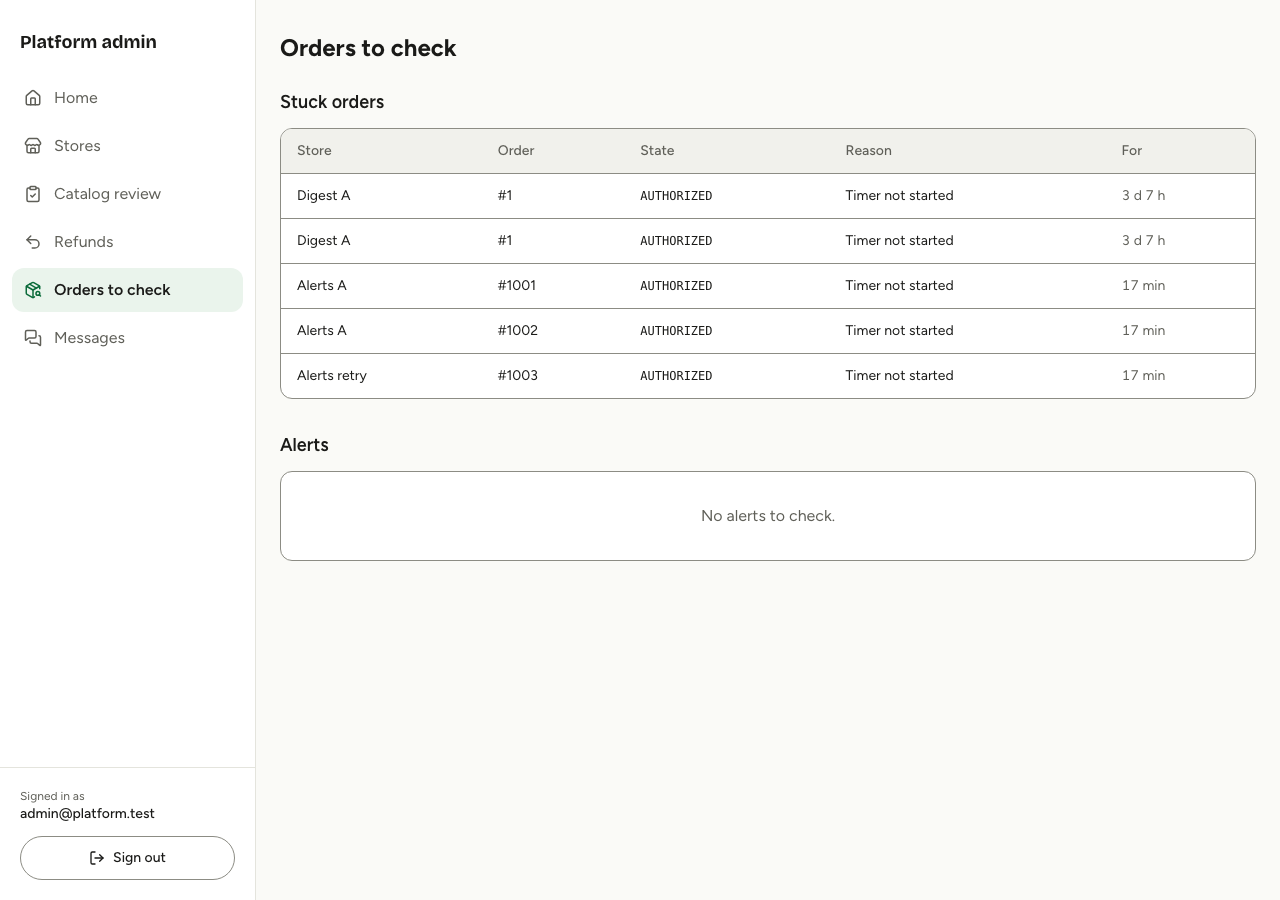 Platform admin
Home
Stores
Catalog review
Refunds
Orders to check
Messages
Signed in as
admin@platform.test
Sign out
Orders to check
Stuck orders
Store Order State Reason For
Digest A #1 AUTHORIZED Timer not started 3 d 7 h
Digest A #1 AUTHORIZED Timer not started 3 d 7 h
Alerts A #1001 AUTHORIZED Timer not started 17 min
Alerts A #1002 AUTHORIZED Timer not started 17 min
Alerts retry #1003 AUTHORIZED Timer not started 17 min
Alerts
No alerts to check.